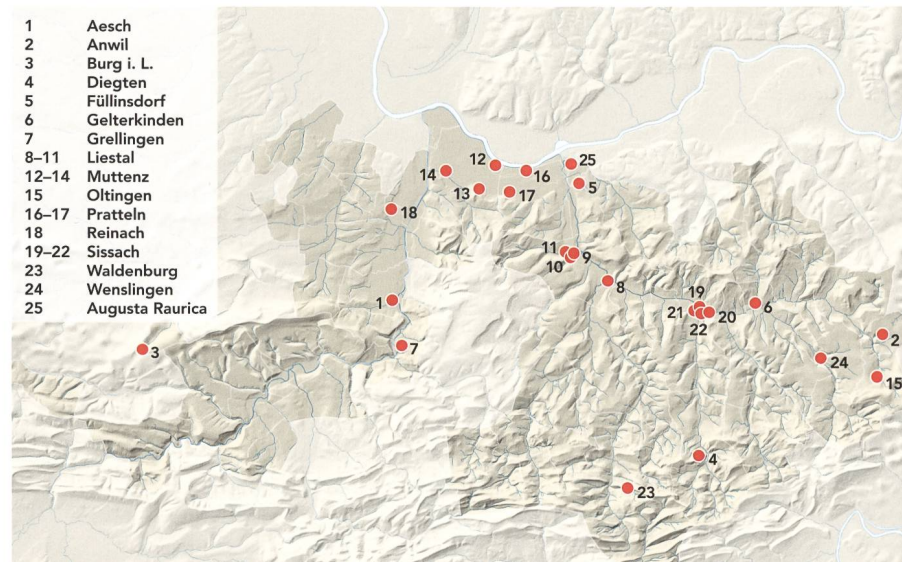 1 Aesch
2 Anwil
3 Burg i. L.
4 Diegten
5 Füllinsdorf
6 Gelterkinden
7 Grellingen
8–11 Liestal
12–14 Muttenz
15 Oltingen
16–17 Pratteln
18 Reinach
19–22 Sissach
23 Waldenburg
24 Wenslingen
25 Augusta Raurica
12
25
14
16
5
13
17
18
11
9
10
8
19
6
1
21
20
22
2
7
3
24
15
4
23